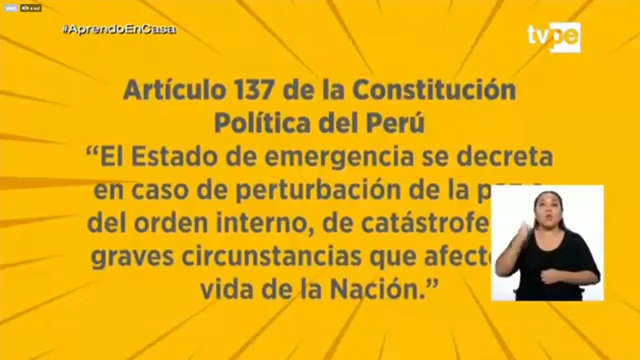 #AprendoEnCasa
tvpe
Artículo 137 de la Constitución
Política del Perú
“El Estado de emergencia se decreta
en caso de perturbación de la
del orden interno, de catástrofe
graves circunstancias que
vida de la Nación.”